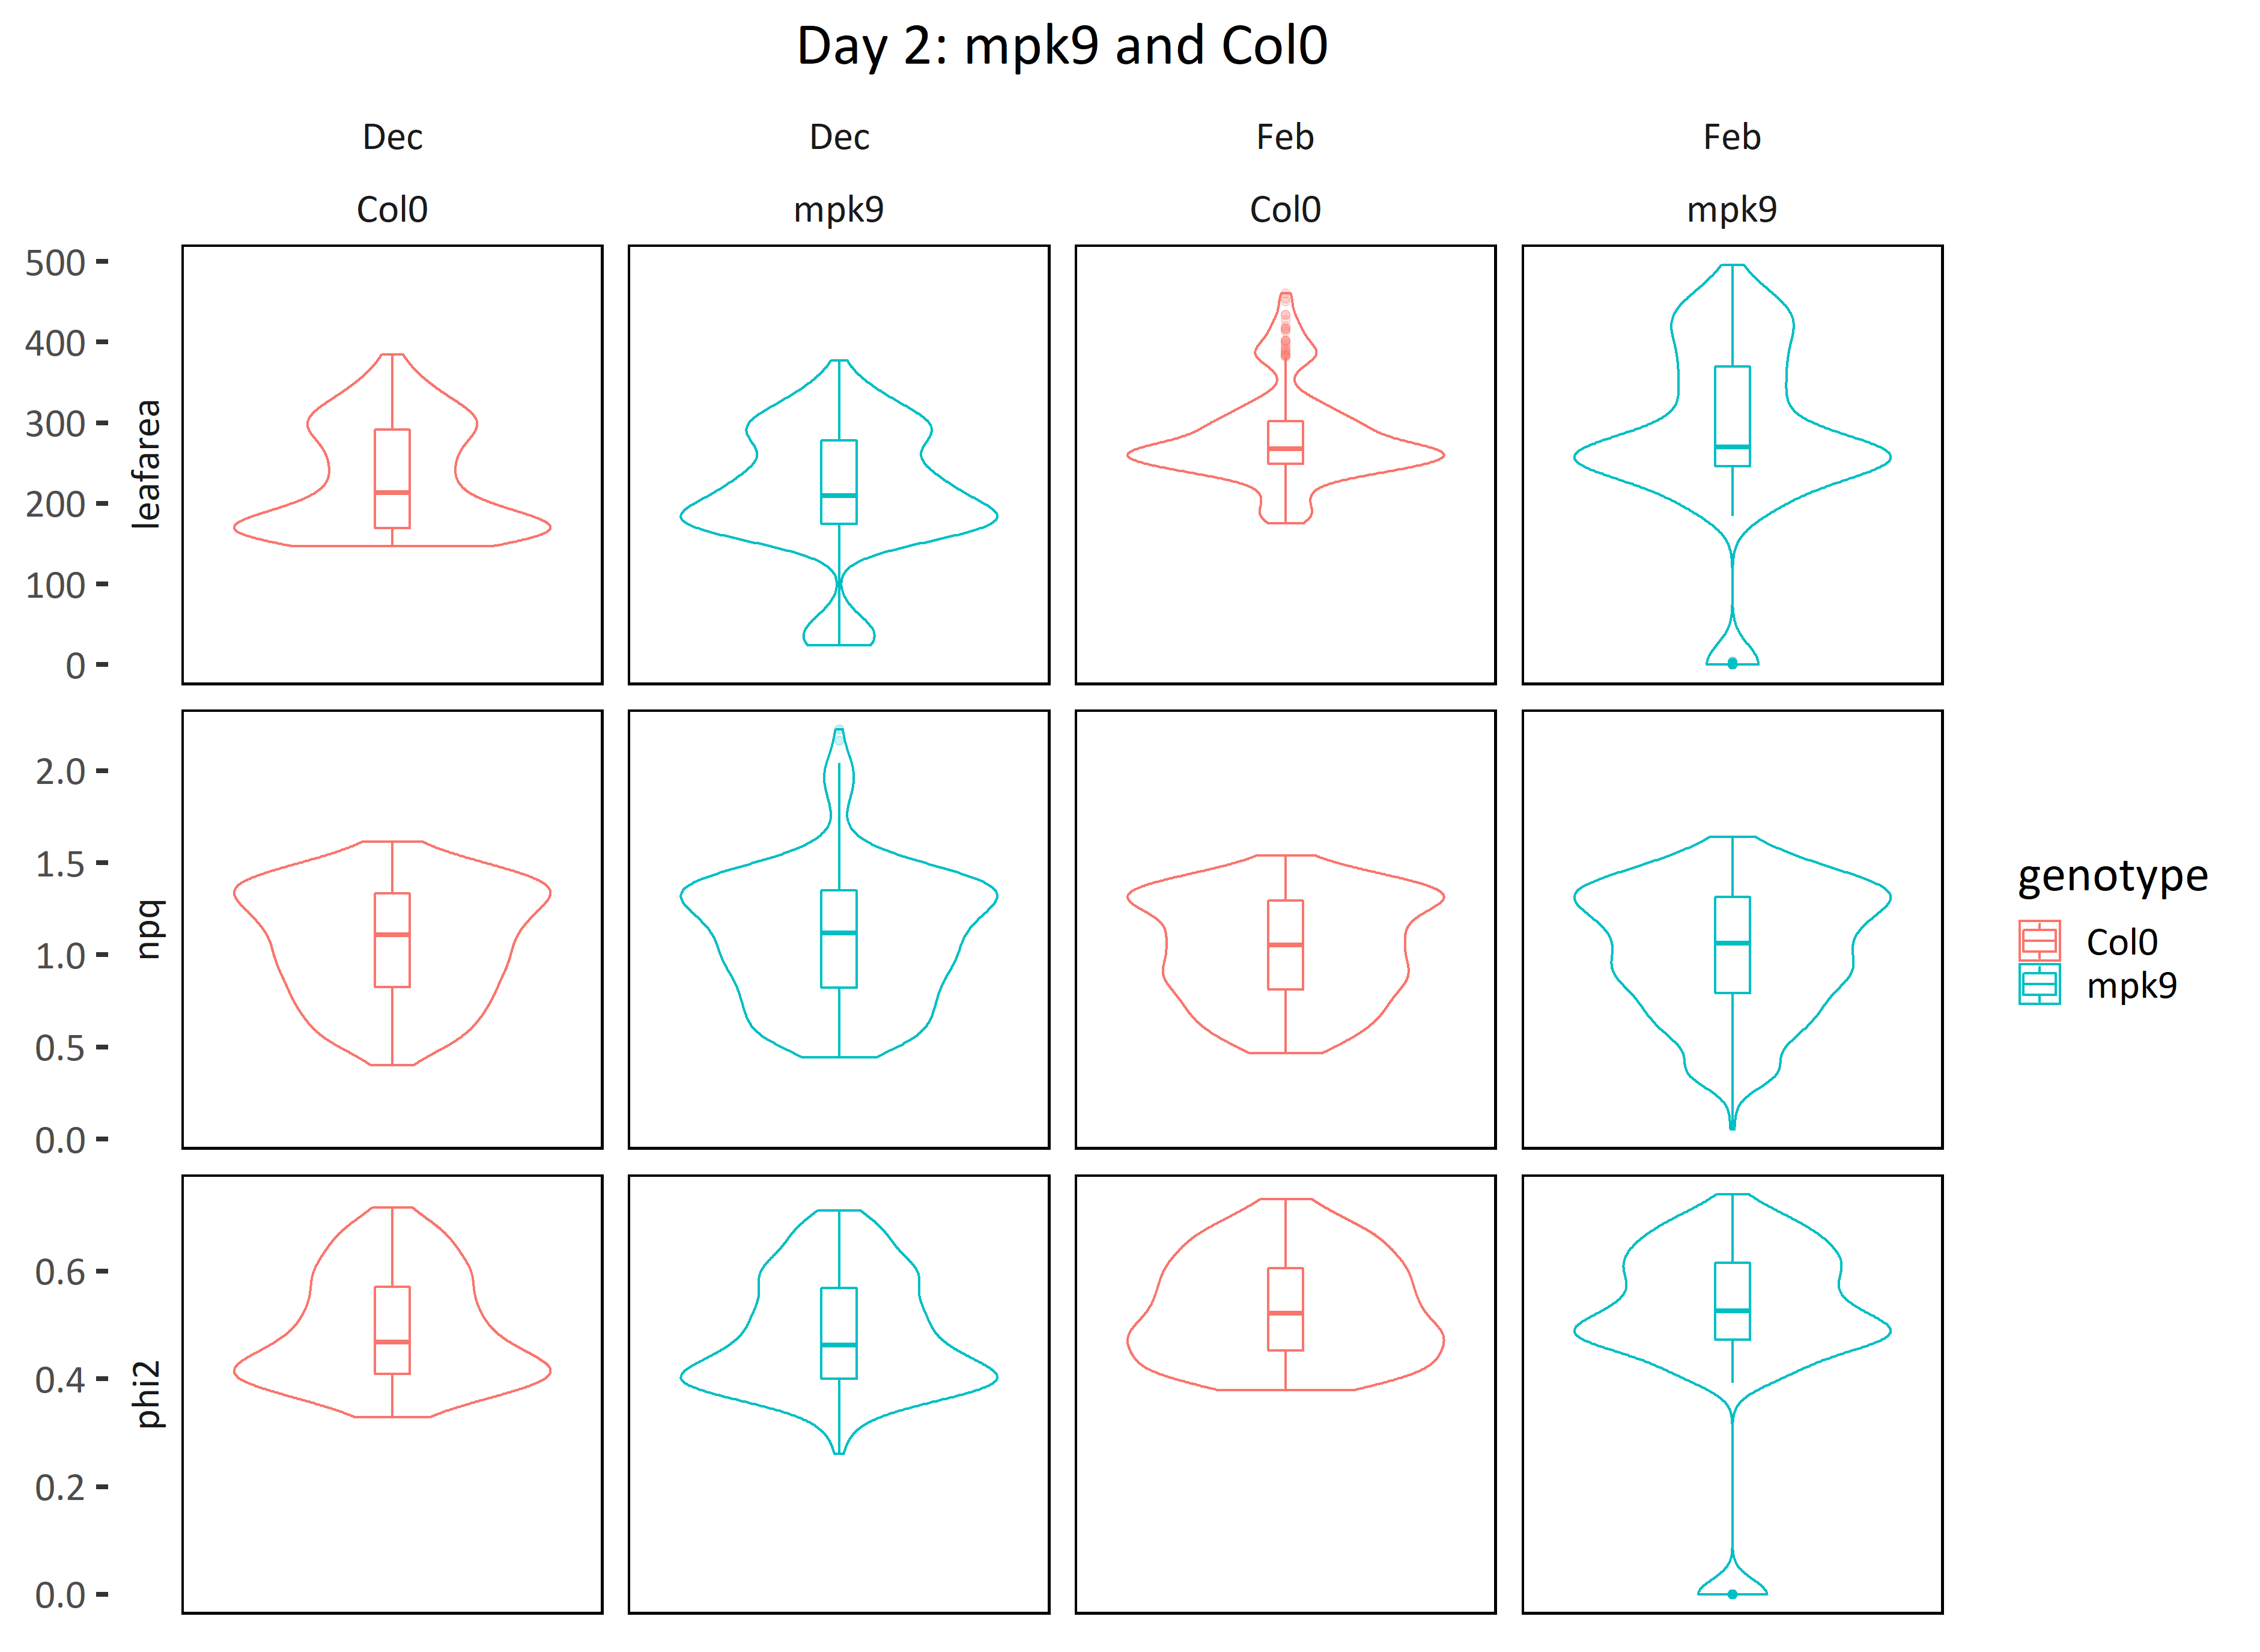 Day 2: mpk9 and Col0
Dec Dec Feb Feb
Col0 mpk9 Col0 mpk9
leafarea
500
400
300
200
100
0
npq
2.0
1.5
1.0
0.5
0.0
phi2
0.6
0.4
0.2
0.0
genotype
Col0
mpk9